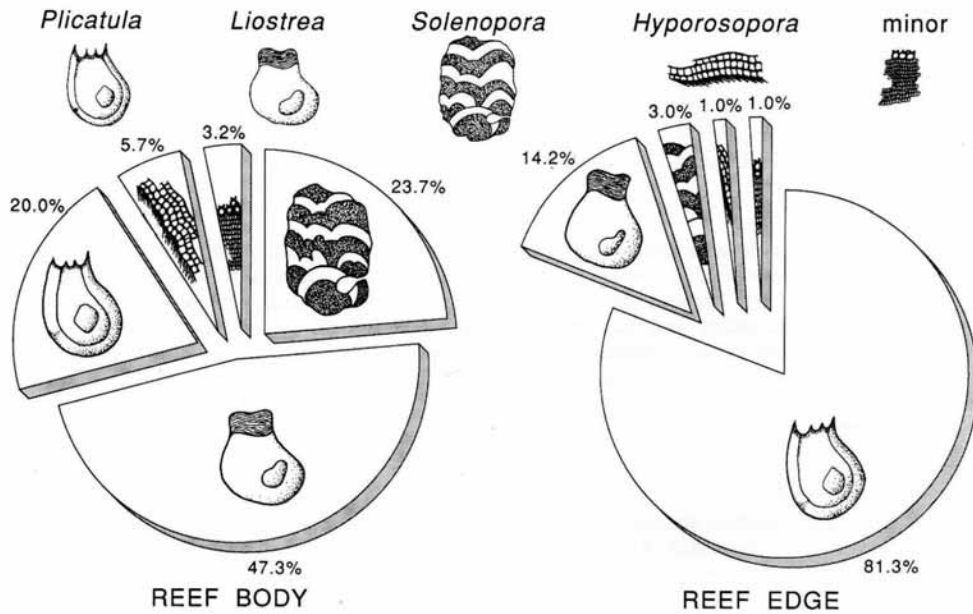 Plicatula Liostrea Solenopora Hyporosopora minor
3.0% 1.0% 1.0%
5.7% 3.2%
14.2%
20.0% 23.7%
47.3% 81.3%
REEF BODY REEF EDGE